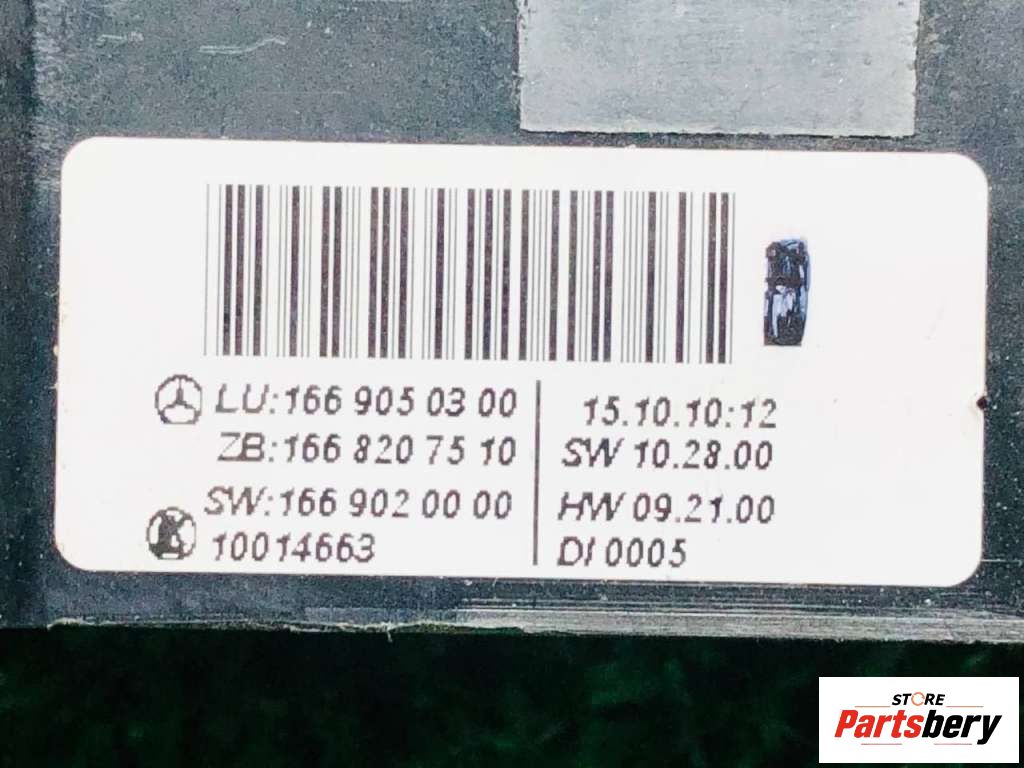 LU:166 905 03 00
ZB:166 820 75 10
SW:166 902 00 00
10014663
15.10.10:12
SW 10.28.00
HW 09.21.00
DI 0005
STORE
Partsbery